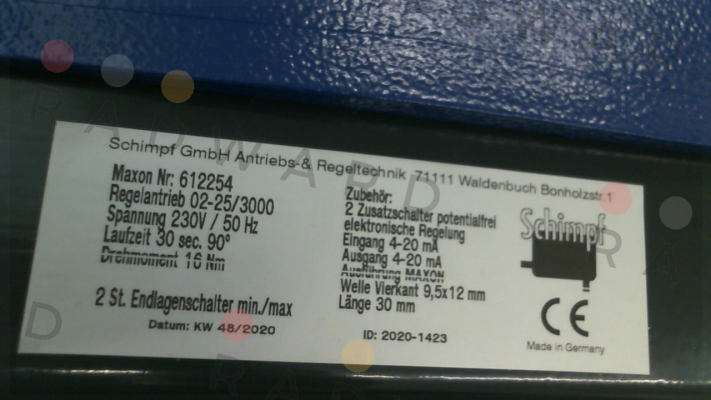 Schimpf GmbH Antriebs-& Regeltechnik 71111 Waldenbuch Bonholzstr.1
Maxon Nr: 612254
Regelantrieb 02-25/3000
Spannung 230V / 50 Hz
Laufzeit 30 sec. 90°
Drehmoment 16 Nm
2 St. Endlagenschalter min./max
Datum: KW 48/2020
Zubehör:
2 Zusatzschalter potentialfrei
elektronische Regelung
Eingang 4-20 mA
Ausgang 4-20 mA
Ausführung MAXON
Welle Vierkant 9,5x12 mm
Länge 30 mm
ID: 2020-1423
Schimpf
CE
Made in Germany
RADWARD